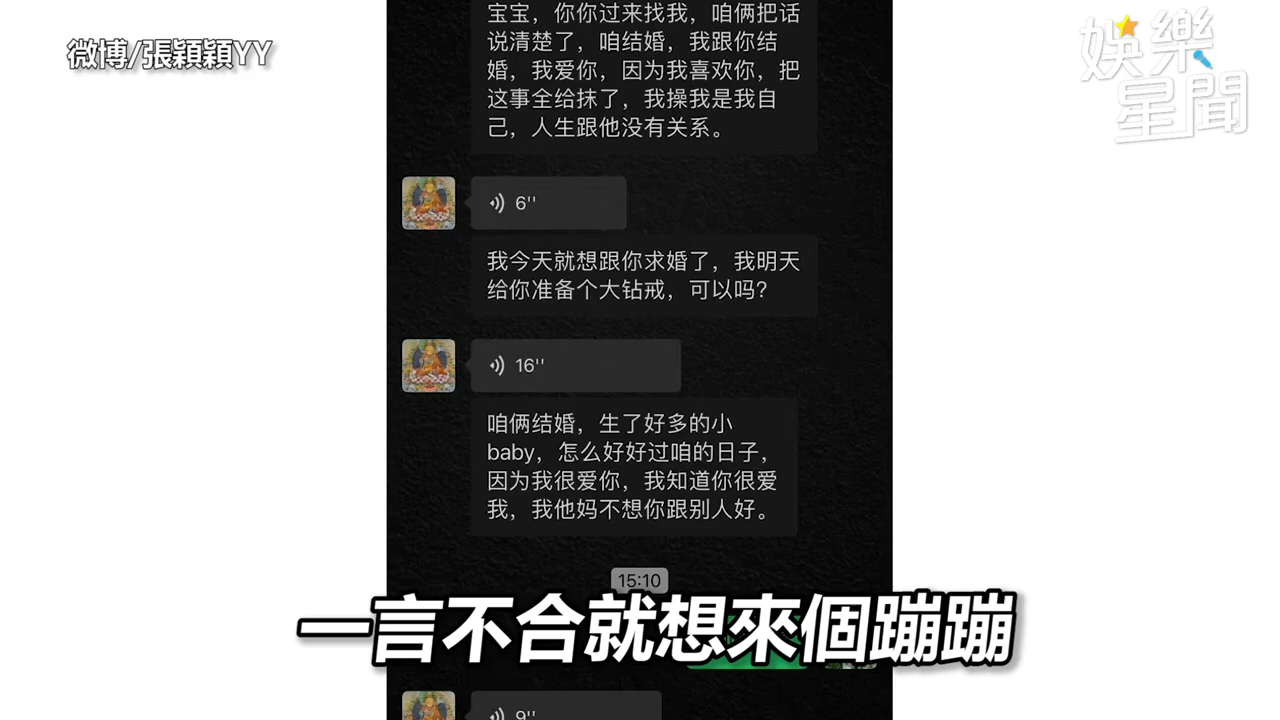 微博/張穎穎YY
娛樂
星聞
宝宝，你你过来找我，咱俩把话
说清楚了，咱结婚，我跟你结
婚，我爱你，因为我喜欢你，把
这事全给抹了，我操我是我自
己，人生跟他没有关系。
6''
我今天就想跟你求婚了，我明天
给你准备个大钻戒，可以吗？
16''
咱俩结婚，生了好多的小
baby，怎么好好过咱的日子，
因为我很爱你，我知道你很爱
我，我他妈不想你跟别人好。
15:10
一言不合就想來個蹦蹦
9''